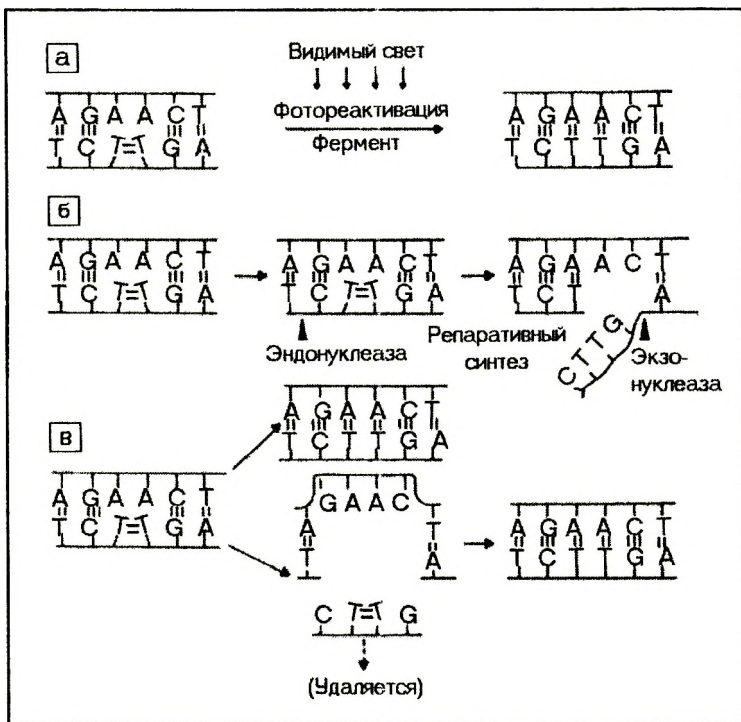 а
Видимый свет
A G A A C T
T C T=T G A
Фотореактивация
Фермент
A G A A C T
T C T T G A
б
A G A A C T
T C T=T G A
A G A A C T
T C T=T G A
A G A A C T
T C T A
Эндонуклеаза
Репаративный
синтез
C T T G
Экзо-
нуклеаза
в
A G A A C T
T C T T G A
A G A A C T
T C T=T G A
G A A C
A T
T A
A G A A C T
T C T T G A
C T=T G
(Удаляется)